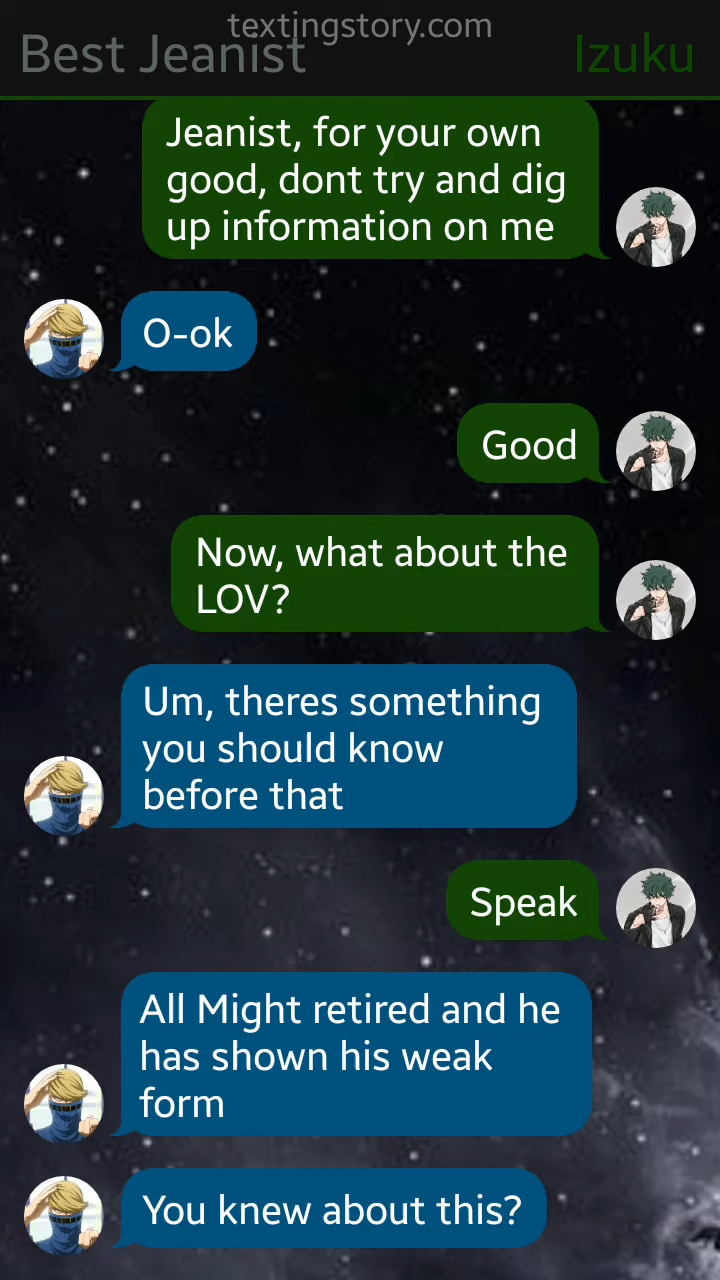 textingstory.com
Best Jeanist
Izuku
Jeanist, for your own
good, dont try and dig
up information on me
O-ok
Good
Now, what about the
LOV?
Um, theres something
you should know
before that
Speak
All Might retired and he
has shown his weak
form
You knew about this?